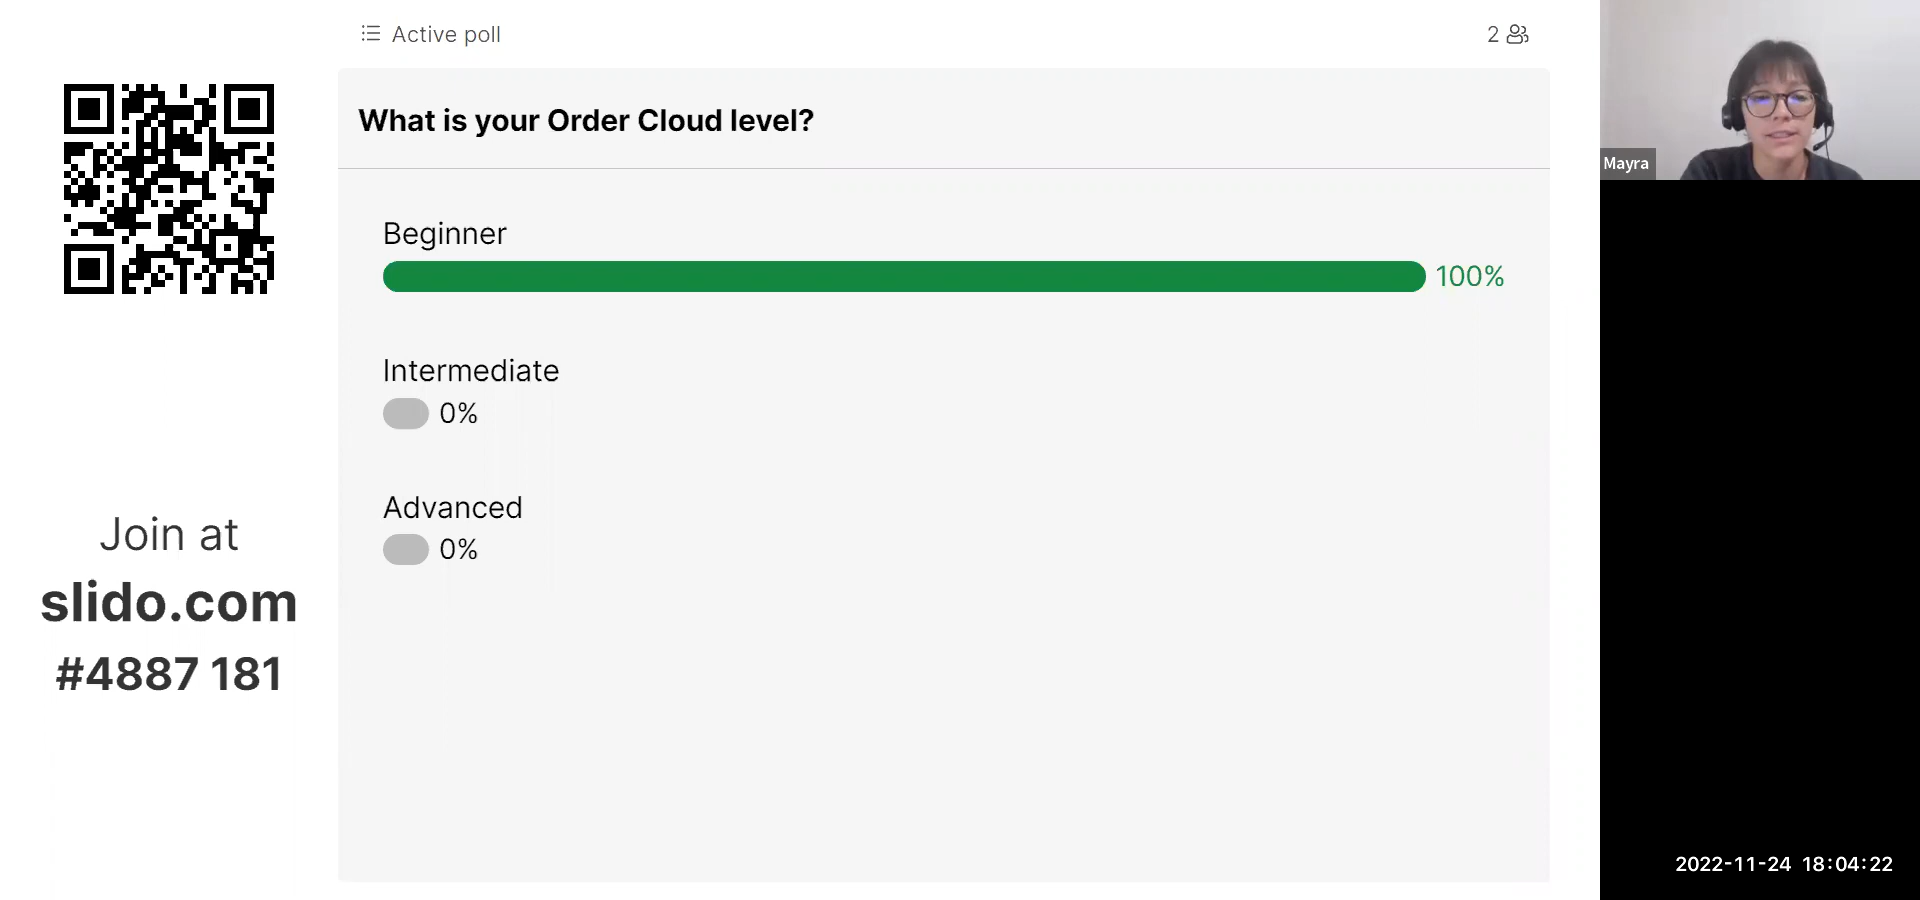 Active poll
2
What is your Order Cloud level?
Beginner
100%
Intermediate
0%
Advanced
0%
Join at
slido.com
#4887 181
Mayra
2022-11-24 18:04:22